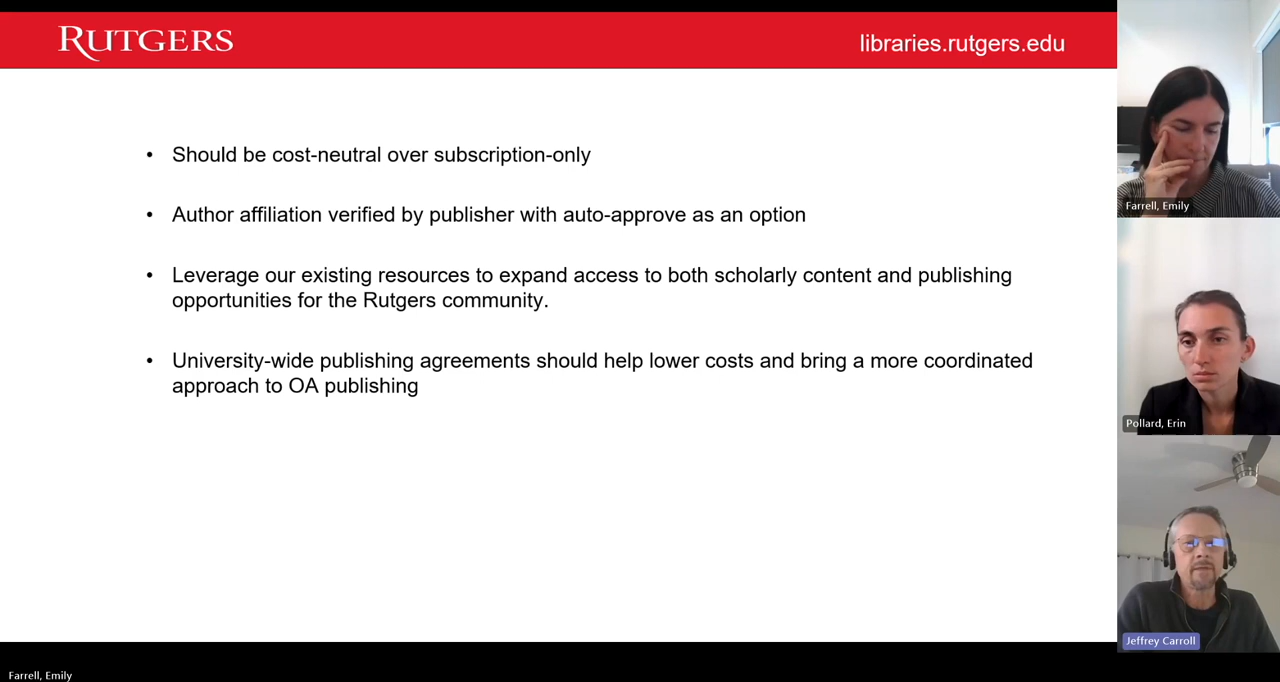 RUTGERS
libraries.rutgers.edu
• Should be cost-neutral over subscription-only
• Author affiliation verified by publisher with auto-approve as an option
• Leverage our existing resources to expand access to both scholarly content and publishing
opportunities for the Rutgers community.
• University-wide publishing agreements should help lower costs and bring a more coordinated
approach to OA publishing
Farrell, Emily
Pollard, Erin
Jeffrey Carroll
Farrell, Emily